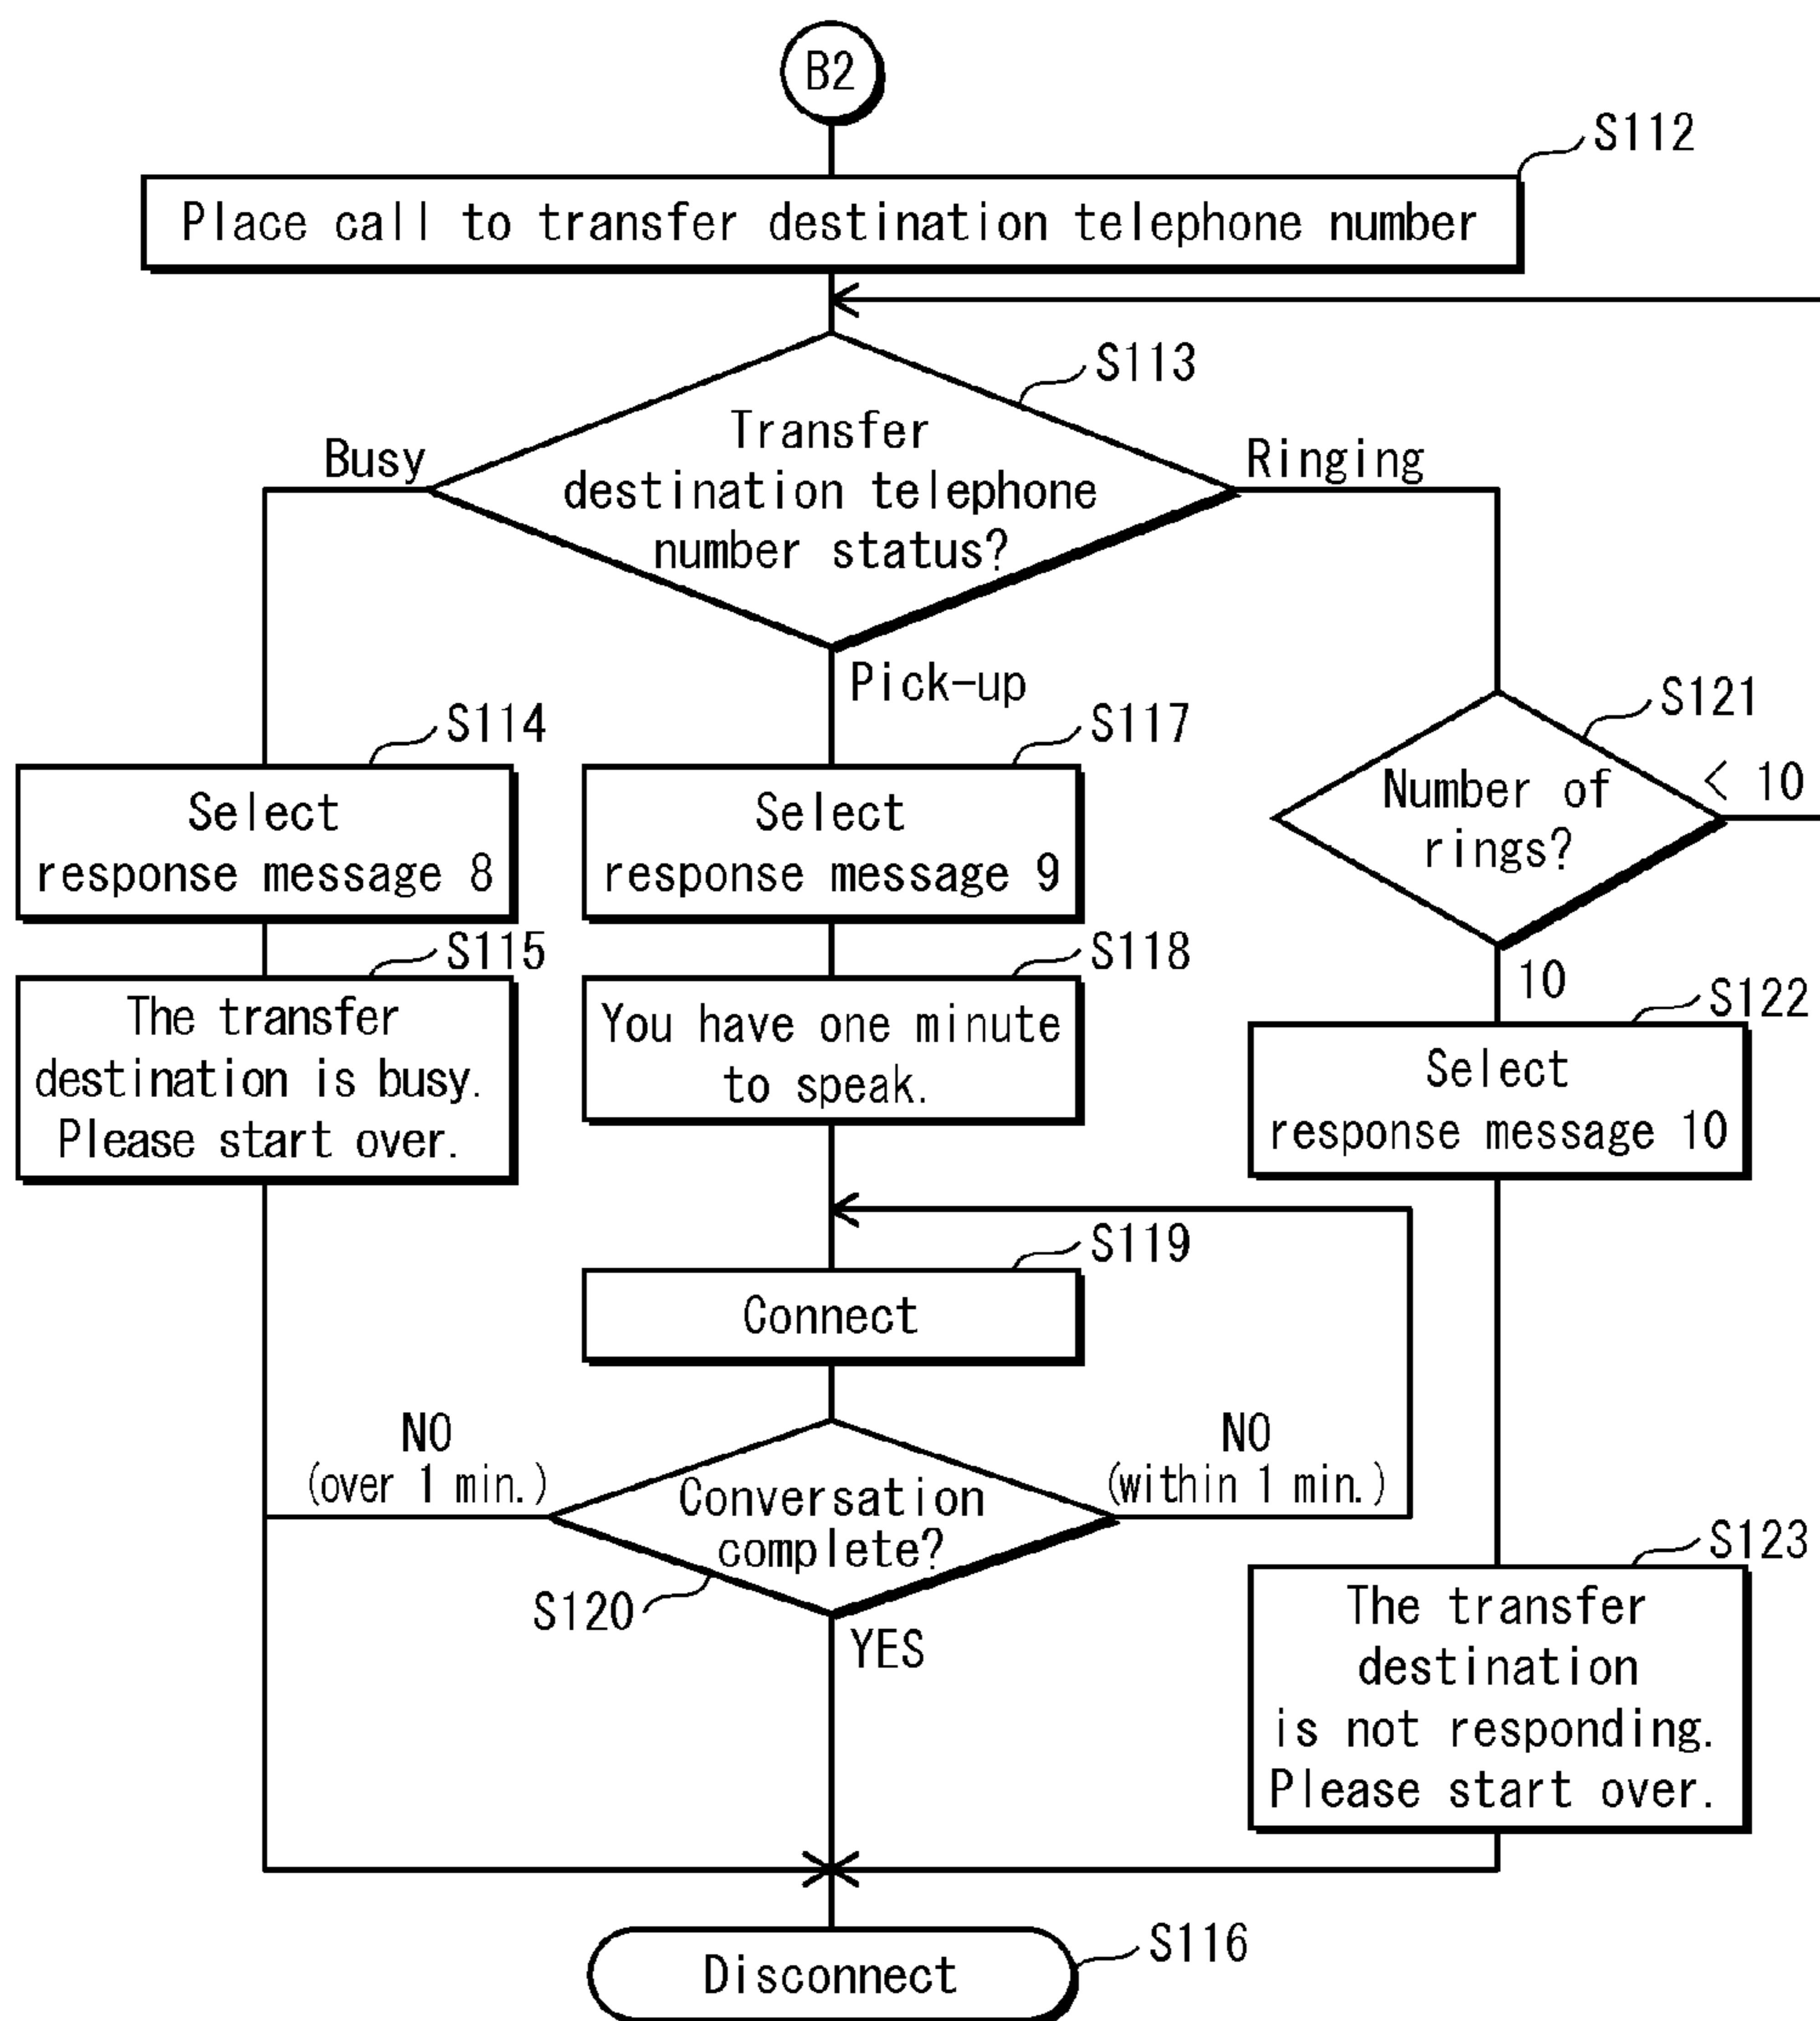 B2
S112
Place call to transfer destination telephone number
S113
Transfer
destination telephone
number status?
Busy
Ringing
Pick-up
S114
Select
response message 8
S115
The transfer
destination is busy.
Please start over.
S117
Select
response message 9
S118
You have one minute
to speak.
S119
Connect
NO
(over 1 min.)
Conversation
complete?
NO
(within 1 min.)
S120
YES
S121
Number of
rings?
< 10
10
S122
Select
response message 10
S123
The transfer
destination
is not responding.
Please start over.
Disconnect
S116